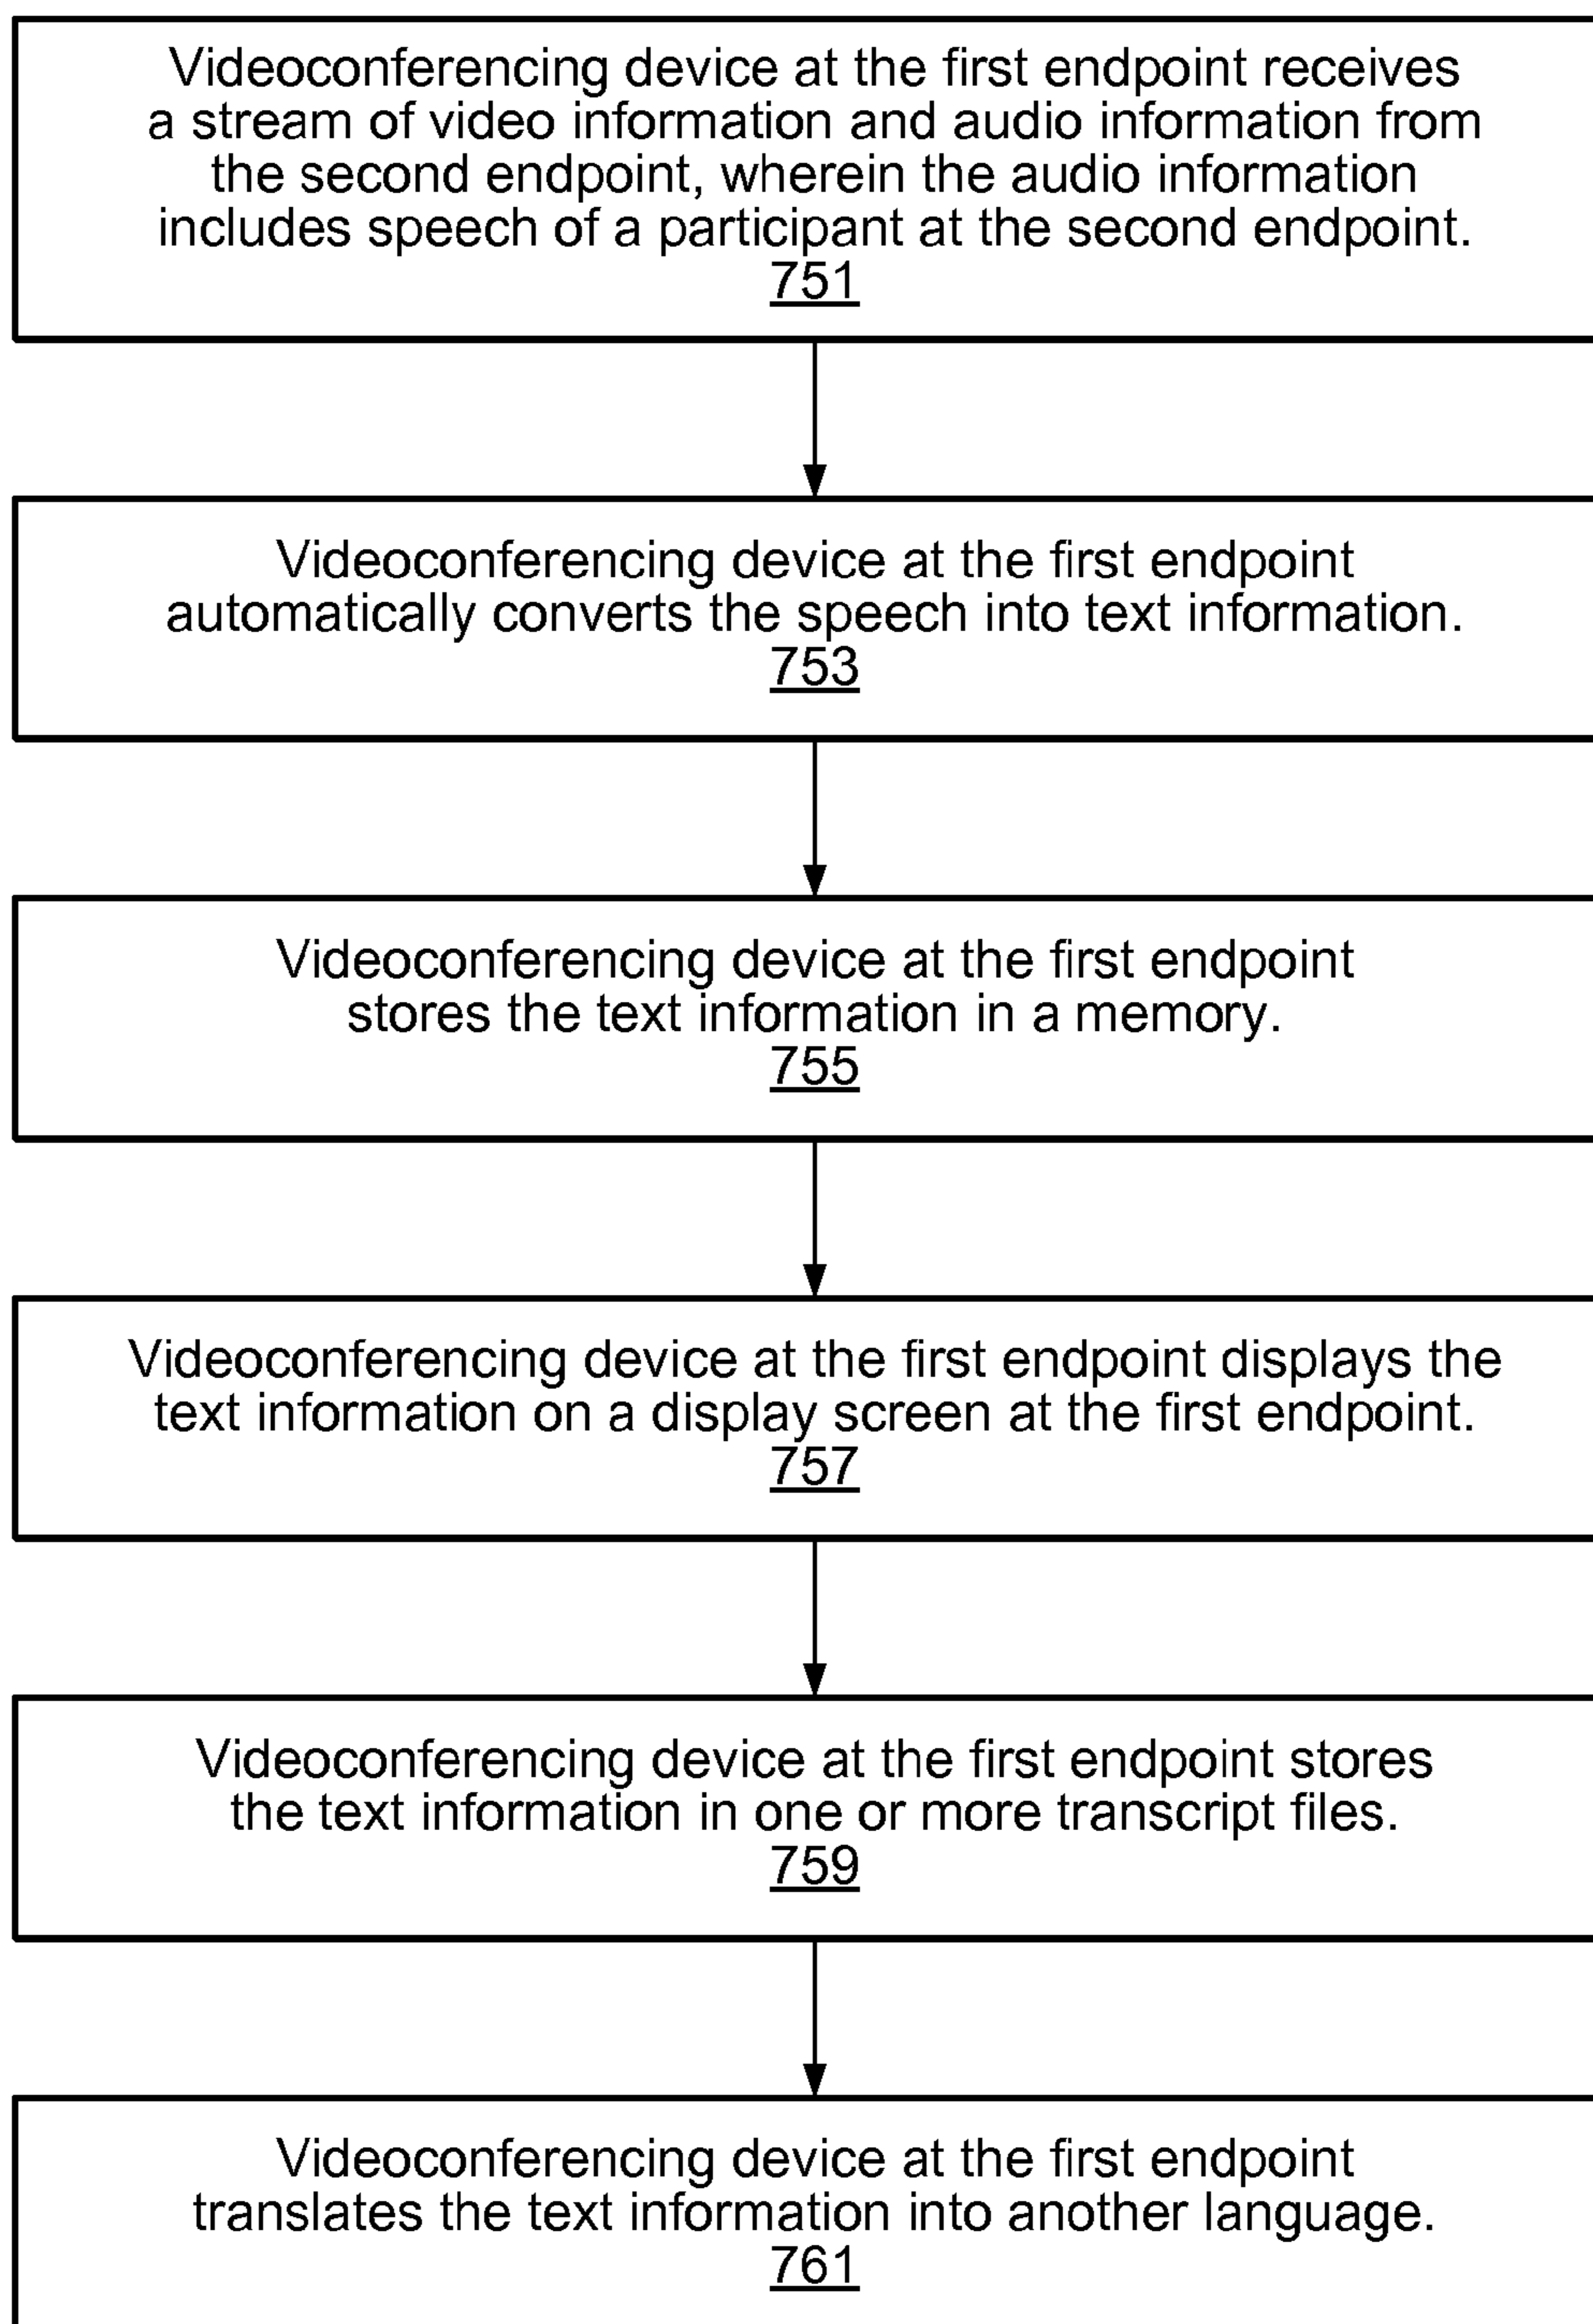 Videoconferencing device at the first endpoint receives
a stream of video information and audio information from
the second endpoint, wherein the audio information
includes speech of a participant at the second endpoint.
751
Videoconferencing device at the first endpoint
automatically converts the speech into text information.
753
Videoconferencing device at the first endpoint
stores the text information in a memory.
755
Videoconferencing device at the first endpoint displays the
text information on a display screen at the first endpoint.
757
Videoconferencing device at the first endpoint stores
the text information in one or more transcript files.
759
Videoconferencing device at the first endpoint
translates the text information into another language.
761